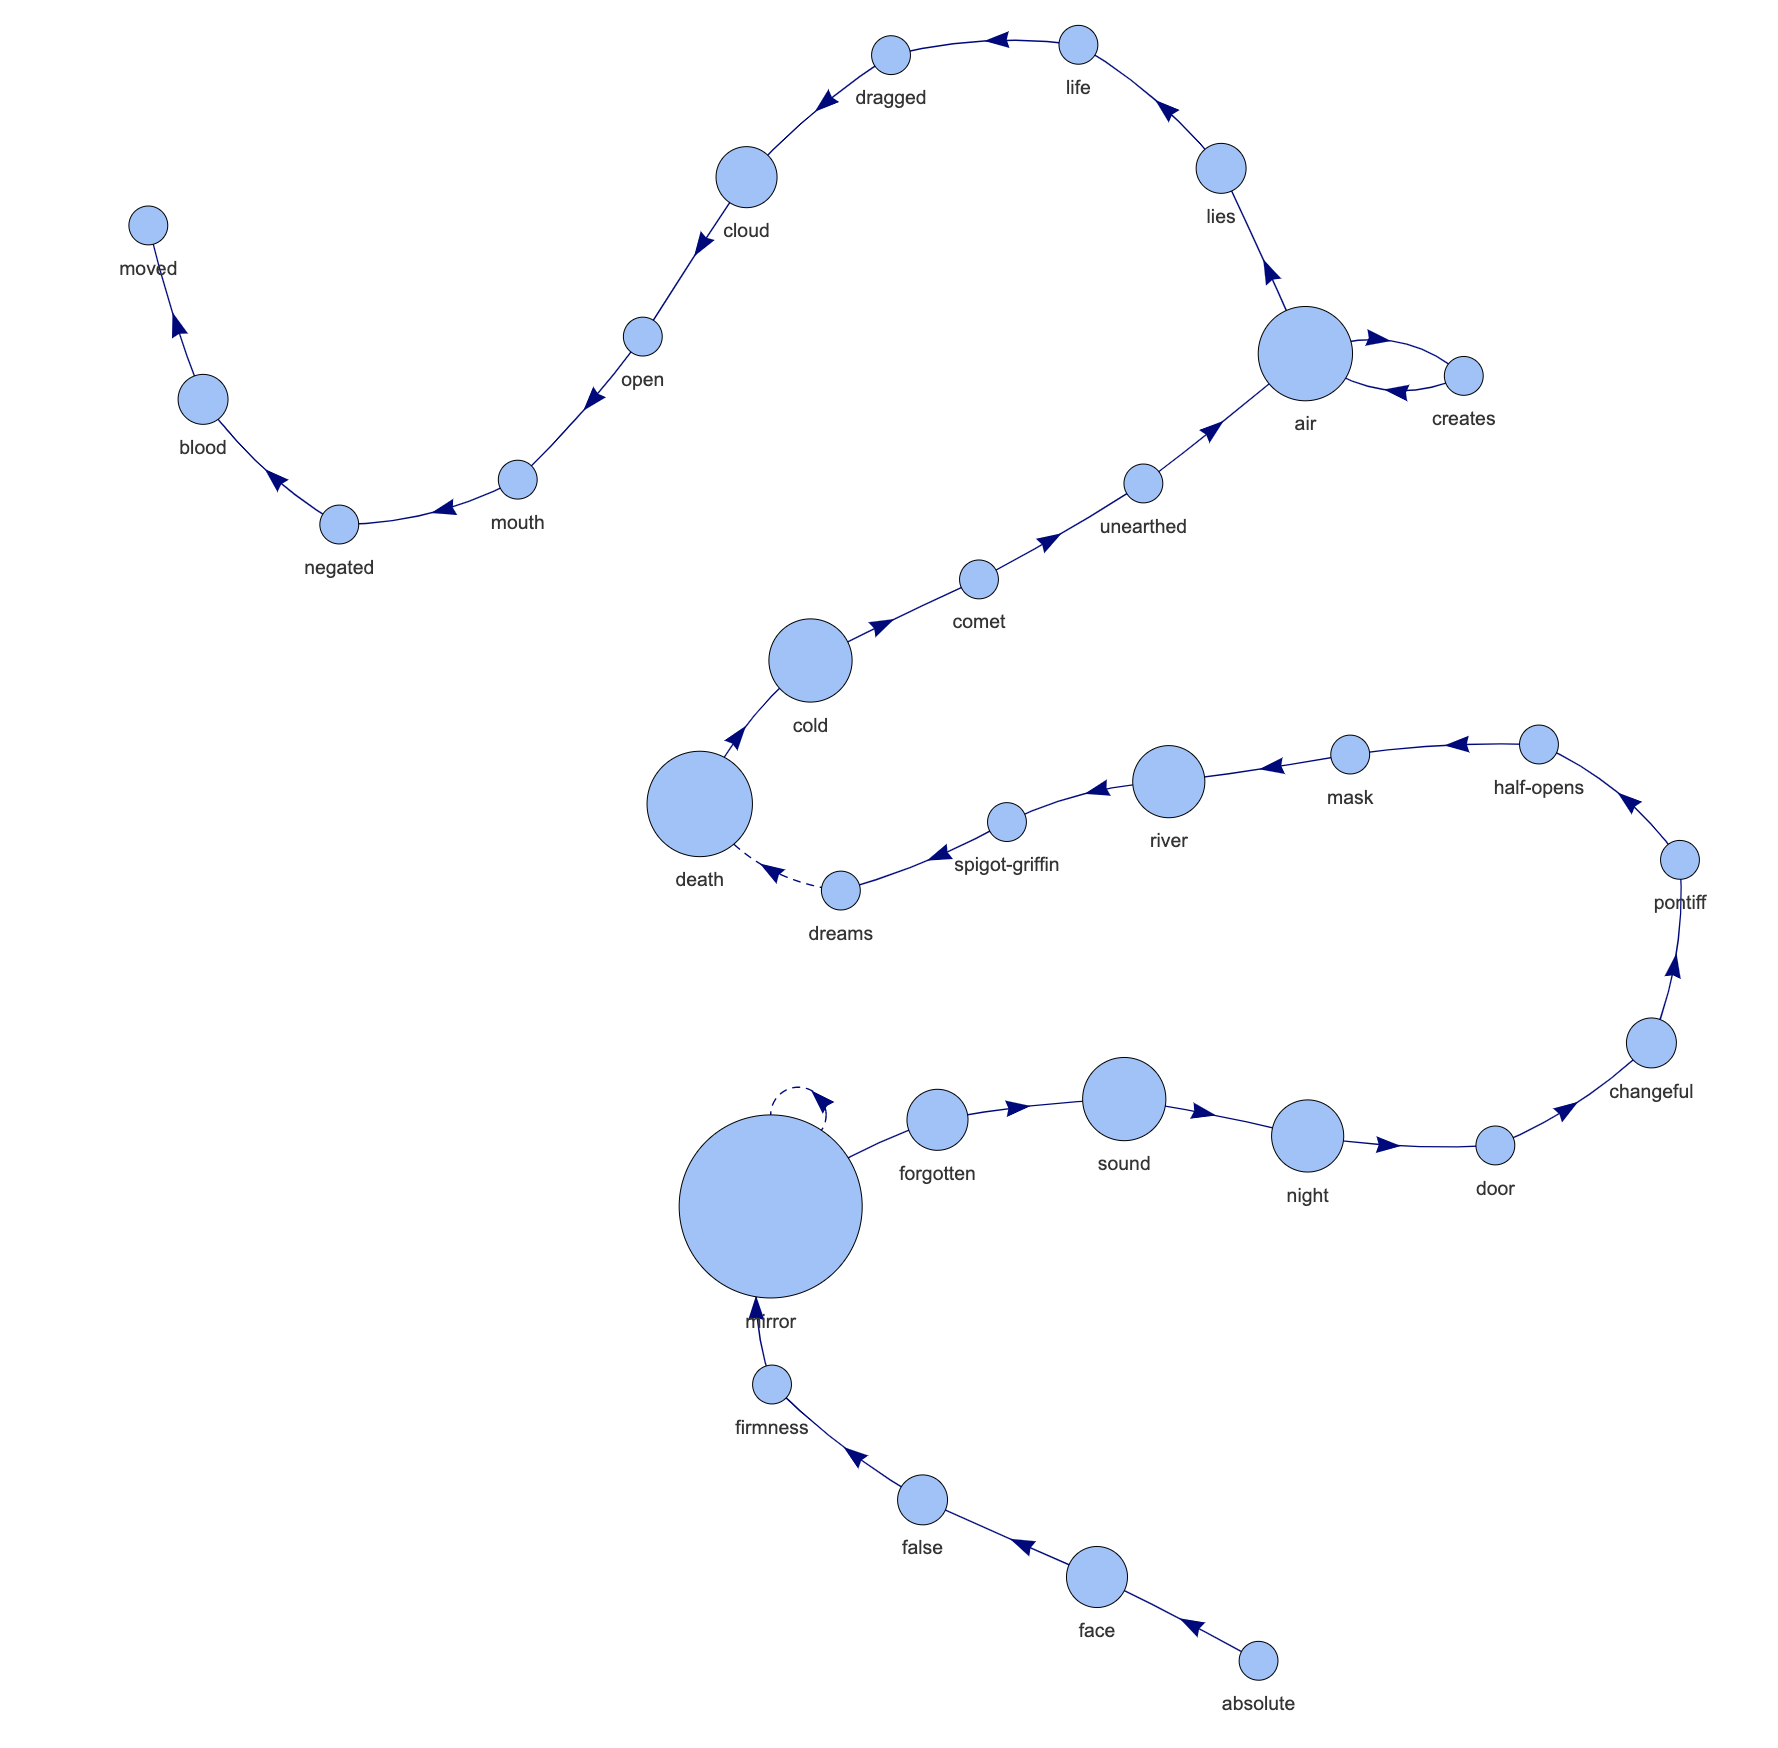 life
dragged
lies
cloud
moved
open
air
creates
blood
mouth
unearthed
negated
comet
cold
half-opens
mask
river
spigot-griffin
death
pontiff
dreams
changeful
sound
forgotten
door
night
mirror
firmness
false
face
absolute